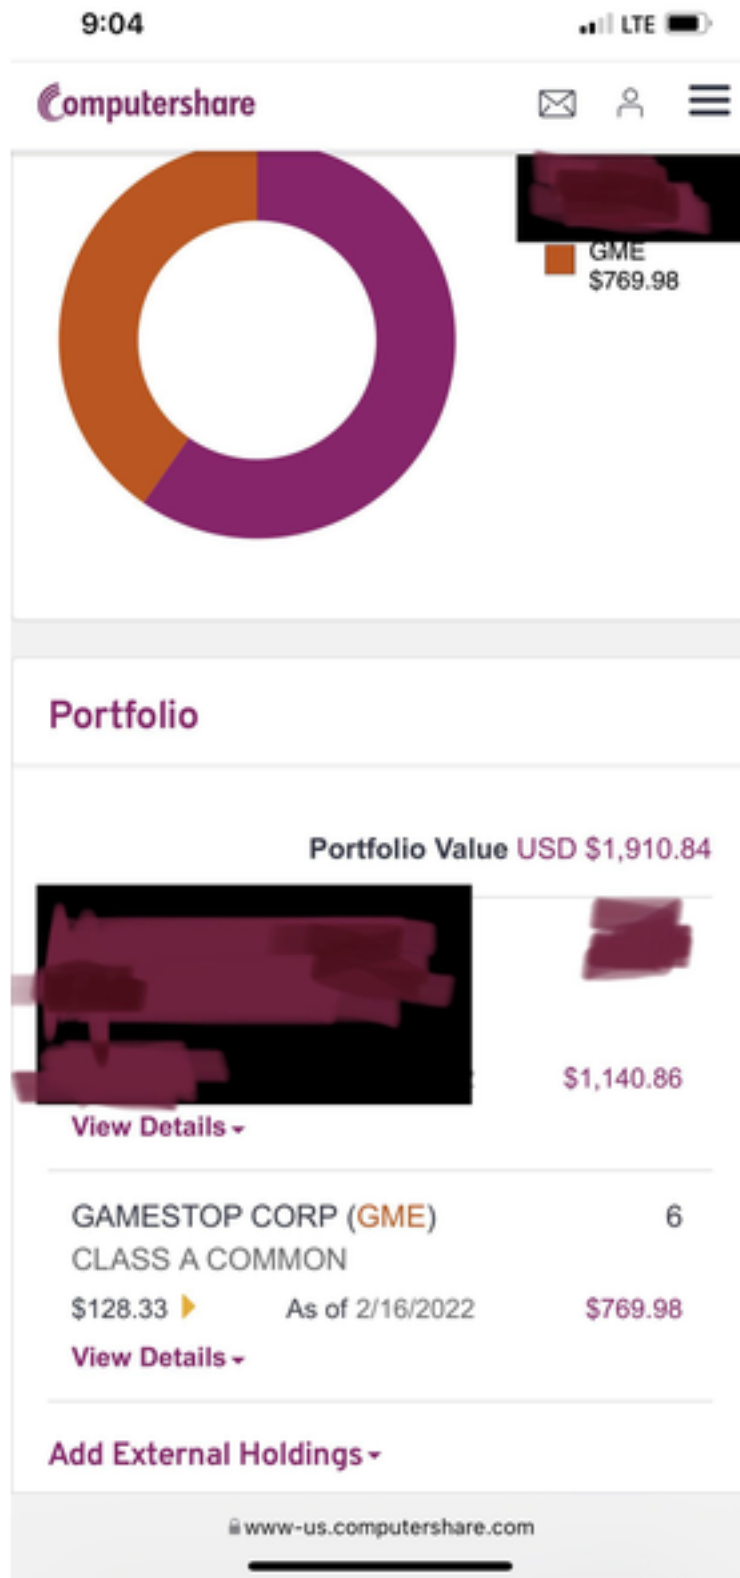 9:04
LTE
Computershare
GME
$769.98
Portfolio
Portfolio Value USD $1,910.84
$1,140.86
View Details
GAMESTOP CORP (GME) 6
CLASS A COMMON
$128.33 As of 2/16/2022 $769.98
View Details
Add External Holdings
www-us.computershare.com